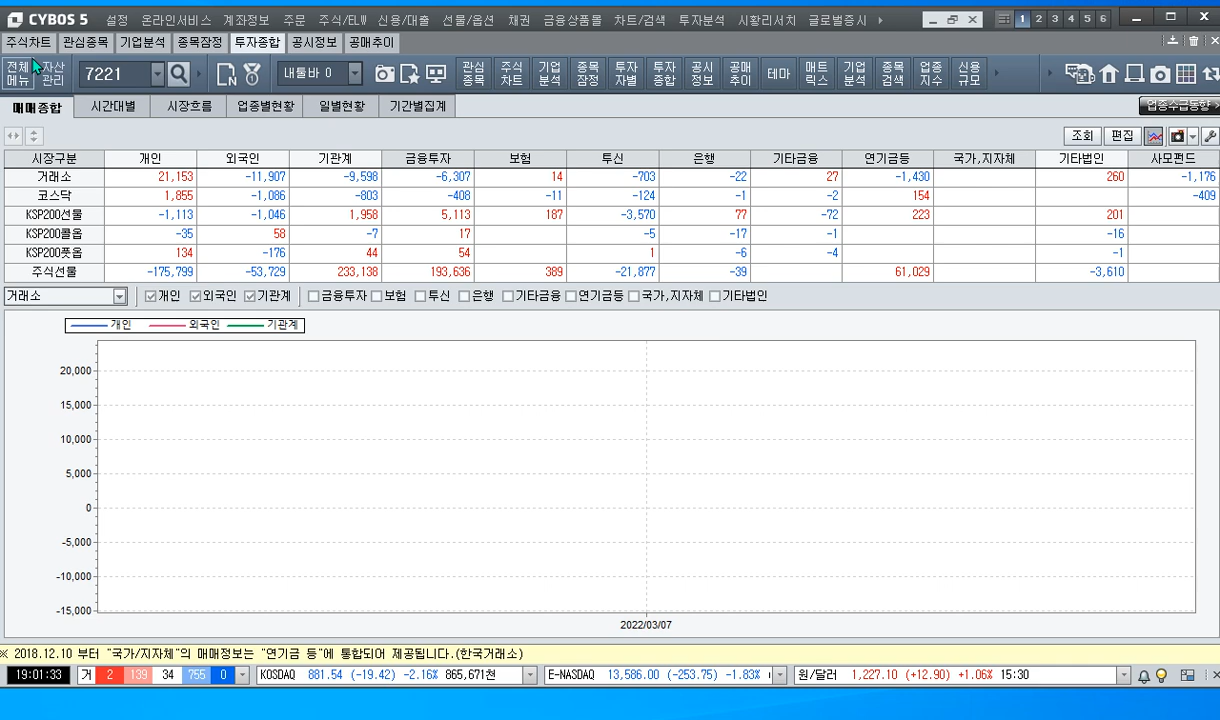 CYBOS 5 설정 온라인서비스 계좌정보 주문 주식/ELW 신용/대출 선물/옵션 채권 금융상품몰 차트/검색 투자분석 시황리서치 글로벌증시 1 2 3 4 5 6
주식차트 관심종목 기업분석 종목잠정 투자종합 공시정보 공매추이
전체메뉴 자산관리 7221 내툴바 0 관심종목 주식차트 기업분석 종목잠정 투자자별 투자종합 공시정보 공매추이 테마 매트릭스 기업분석 종목검색 업종지수 신용규모
매매종합 시간대별 시장흐름 업종별현황 일별현황 기간별집계 업종수급동향 >
조회 편집
시장구분 개인 외국인 기관계 금융투자 보험 투신 은행 기타금융 연기금등 국가,지자체 기타법인 사모펀드
거래소 21,153 -11,907 -9,598 -6,307 14 -703 -22 27 -1,430 260 -1,176
코스닥 1,855 -1,086 -803 -408 -11 -124 -1 -2 154 -409
KSP200선물 -1,113 -1,046 1,958 5,113 187 -3,570 77 -72 223 201
KSP200콜옵 -35 58 -7 17 -5 -17 -1 -16
KSP200풋옵 134 -176 44 54 1 -6 -4 -1
주식선물 -175,799 -53,729 233,138 193,636 389 -21,877 -39 61,029 -3,610
거래소 개인 외국인 기관계 금융투자 보험 투신 은행 기타금융 연기금등 국가,지자체 기타법인
개인 외국인 기관계
20,000
15,000
10,000
5,000
0
-5,000
-10,000
-15,000
2022/03/07
※ 2018.12.10 부터 "국가/지자체"의 매매정보는 "연기금 등"에 통합되어 제공됩니다.(한국거래소)
19:01:33 거 2 139 34 755 0 KOSDAQ 881.54 (-19.42) -2.16% 865,671천 E-NASDAQ 13,586.00 (-253.75) -1.83% 원/달러 1,227.10 (+12.90) +1.06% 15:30